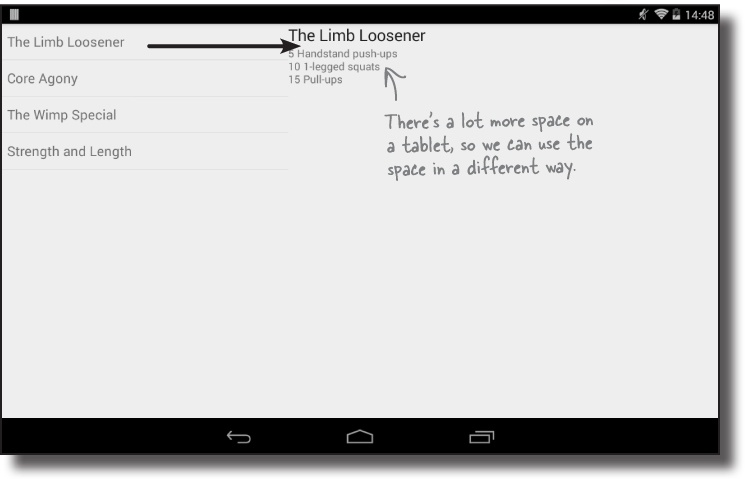 14:48
The Limb Loosener
Core Agony
The Wimp Special
Strength and Length
The Limb Loosener
5 Handstand push-ups
10 1-legged squats
15 Pull-ups
There's a lot more space on
a tablet, so we can use the
space in a different way.